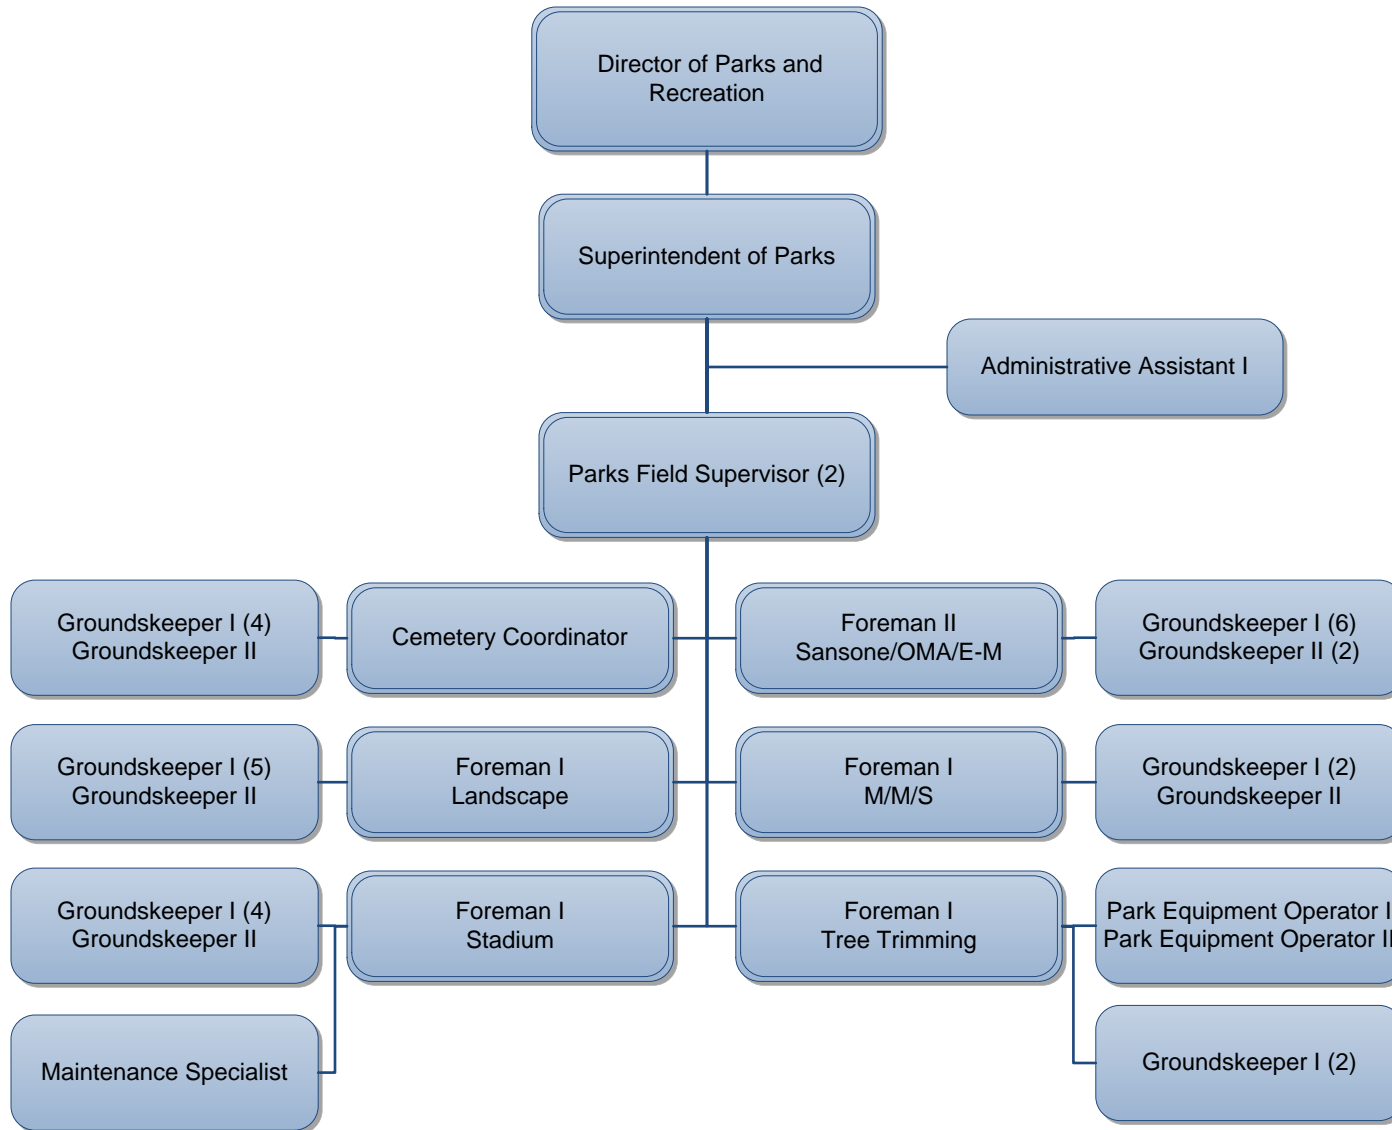 Director of Parks and
Recreation
Superintendent of Parks
Administrative Assistant I
Parks Field Supervisor (2)
Groundskeeper I (4)
Groundskeeper II
Cemetery Coordinator
Foreman II
Sansone/OMA/E-M
Groundskeeper I (6)
Groundskeeper II (2)
Groundskeeper I (5)
Groundskeeper II
Foreman I
Landscape
Foreman I
M/M/S
Groundskeeper I (2)
Groundskeeper II
Groundskeeper I (4)
Groundskeeper II
Foreman I
Stadium
Foreman I
Tree Trimming
Park Equipment Operator I
Park Equipment Operator II
Maintenance Specialist
Groundskeeper I (2)